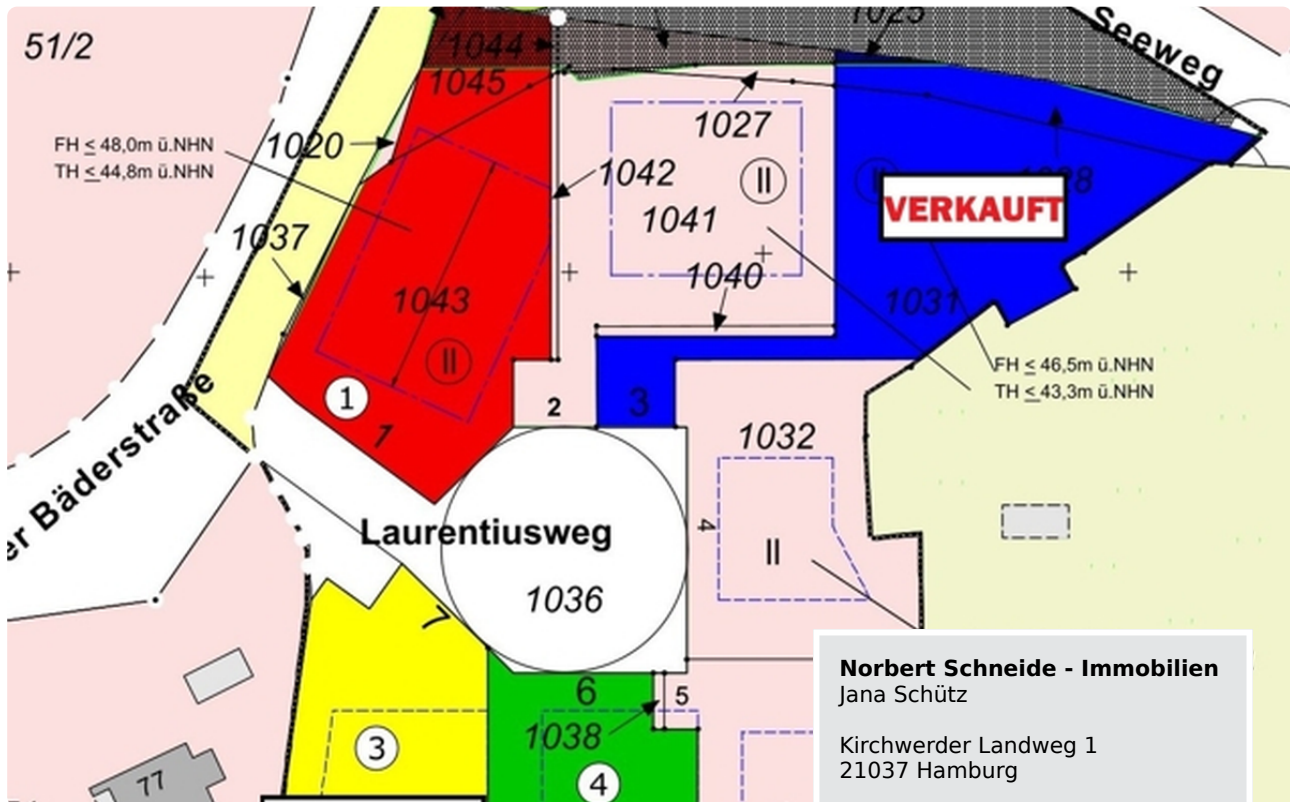 51/2
1044
1025
Seeweg
1045
FH ≤ 48,0m ü.NHN
TH ≤ 44,8m ü.NHN
1020
1027
1042
II
1041
VERKAUFT
1037
1040
1043
1031
II
FH ≤ 46,5m ü.NHN
TH ≤ 43,3m ü.NHN
1
1
2
3
1032
er Bäderstraße
4
II
Laurentiusweg
1036
7
6
5
1038
3
4
77
Norbert Schneide - Immobilien
Jana Schütz
Kirchwerder Landweg 1
21037 Hamburg